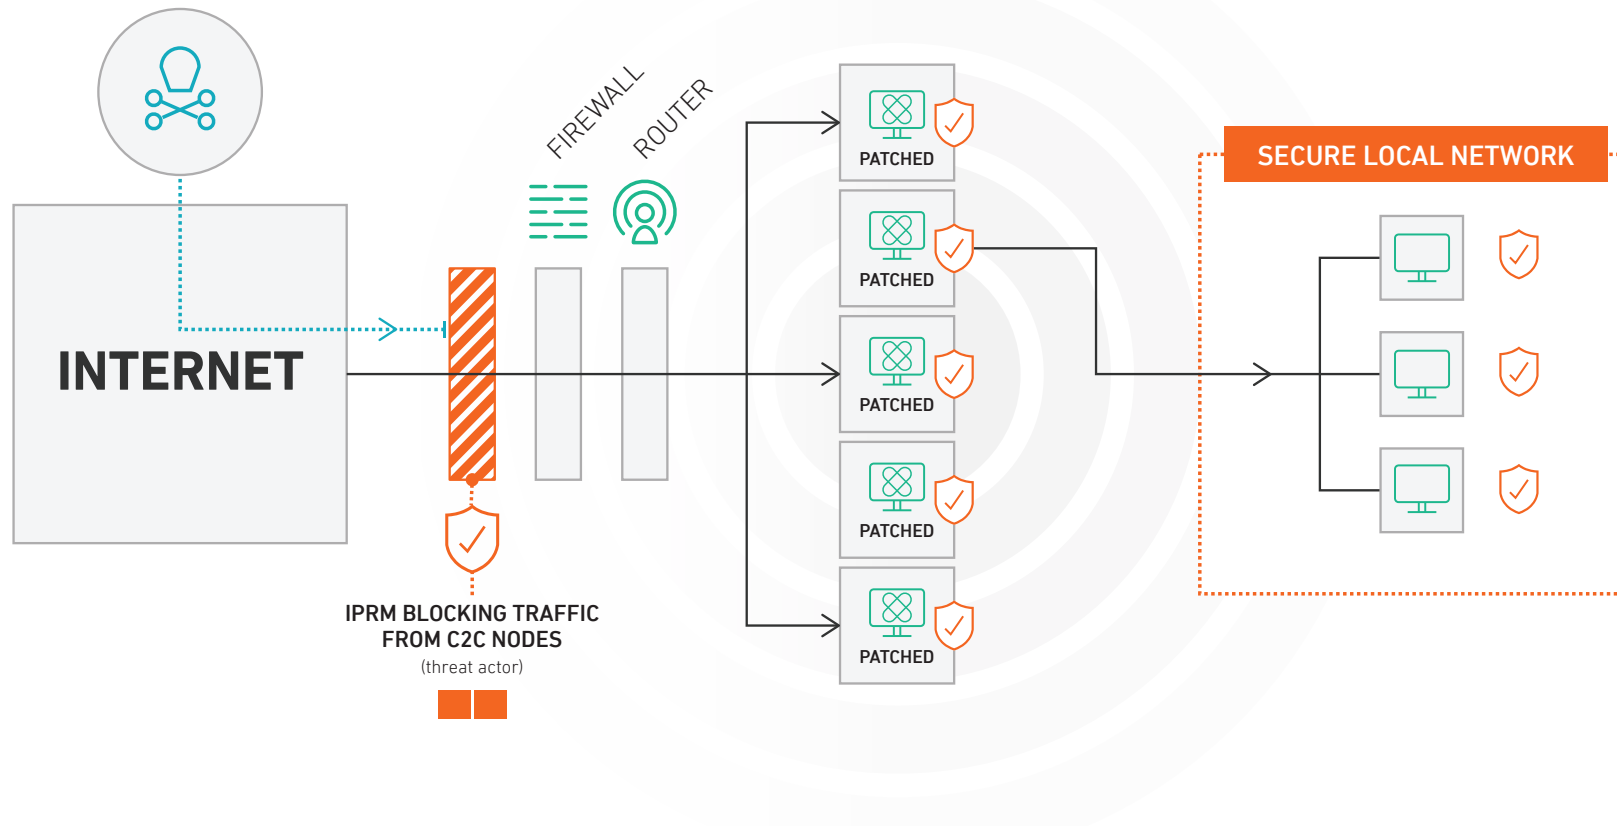 FIREWALL
ROUTER
INTERNET
PATCHED
PATCHED
PATCHED
PATCHED
PATCHED
SECURE LOCAL NETWORK
IPRM BLOCKING TRAFFIC
FROM C2C NODES
(threat actor)